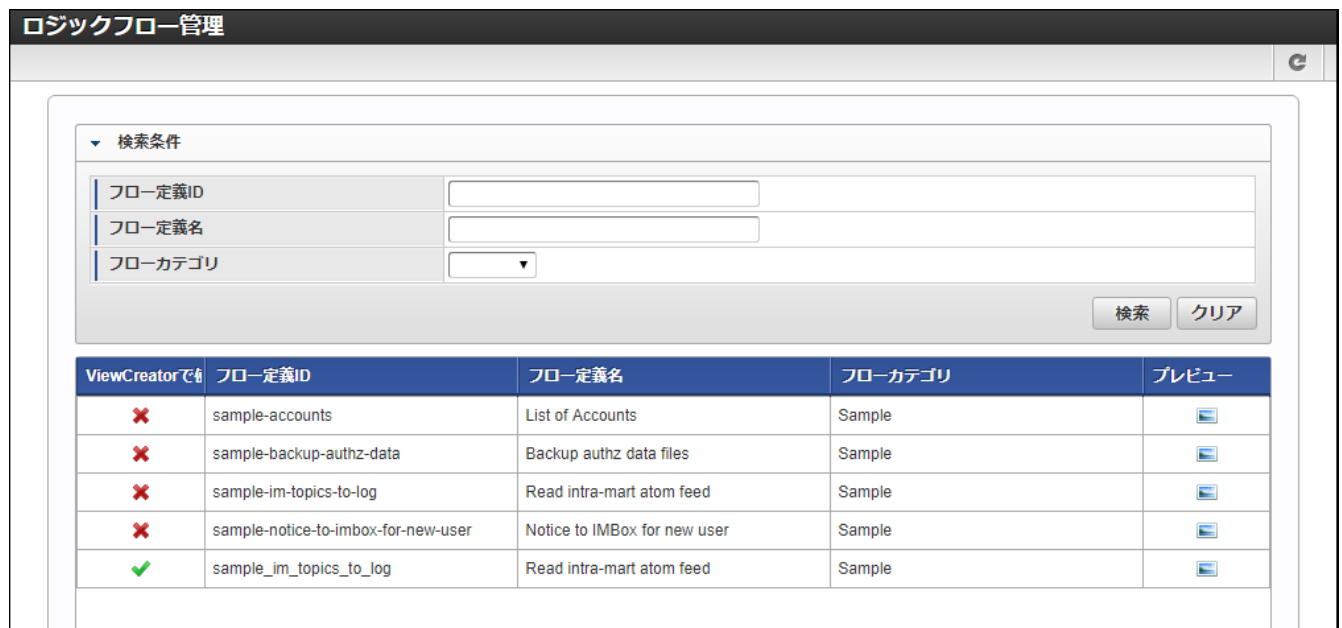 ロジックフロー管理
検索条件
フロー定義ID
フロー定義名
フローカテゴリ
検索 クリア
ViewCreatorで フロー定義ID フロー定義名 フローカテゴリ プレビュー
sample-accounts List of Accounts Sample
sample-backup-authz-data Backup authz data files Sample
sample-im-topics-to-log Read intra-mart atom feed Sample
sample-notice-to-imbox-for-new-user Notice to IMBox for new user Sample
sample_im_topics_to_log Read intra-mart atom feed Sample